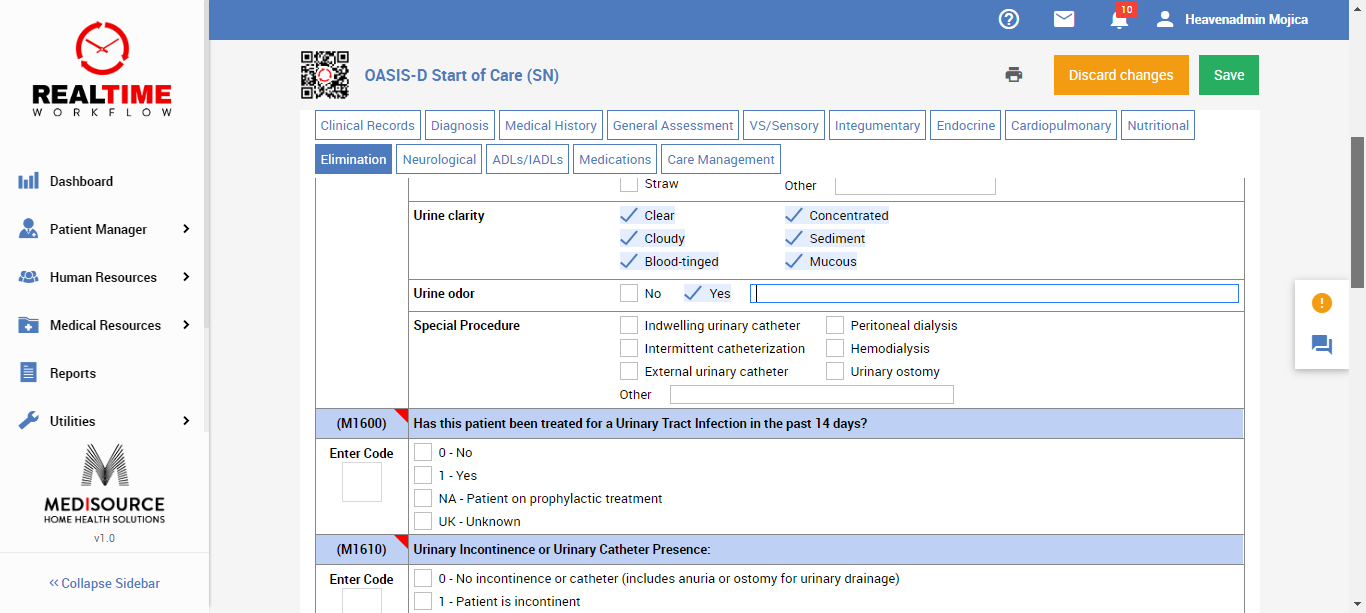 10
Heavenadmin Mojica
REALTIME
WORKFLOW
OASIS-D Start of Care (SN)
Discard changes
Save
Clinical Records
Diagnosis
Medical History
General Assessment
VS/Sensory
Integumentary
Endocrine
Cardiopulmonary
Nutritional
Elimination
Neurological
ADLs/IADLs
Medications
Care Management
Dashboard
Patient Manager
Human Resources
Medical Resources
Reports
Utilities
MEDISOURCE
HOME HEALTH SOLUTIONS
v1.0
Collapse Sidebar
Straw Other
Urine clarity Clear Concentrated
Cloudy Sediment
Blood-tinged Mucous
Urine odor No Yes
Special Procedure Indwelling urinary catheter Peritoneal dialysis
Intermittent catheterization Hemodialysis
External urinary catheter Urinary ostomy
Other
(M1600) Has this patient been treated for a Urinary Tract Infection in the past 14 days?
Enter Code 0 - No
1 - Yes
NA - Patient on prophylactic treatment
UK - Unknown
(M1610) Urinary Incontinence or Urinary Catheter Presence:
Enter Code 0 - No incontinence or catheter (includes anuria or ostomy for urinary drainage)
1 - Patient is incontinent